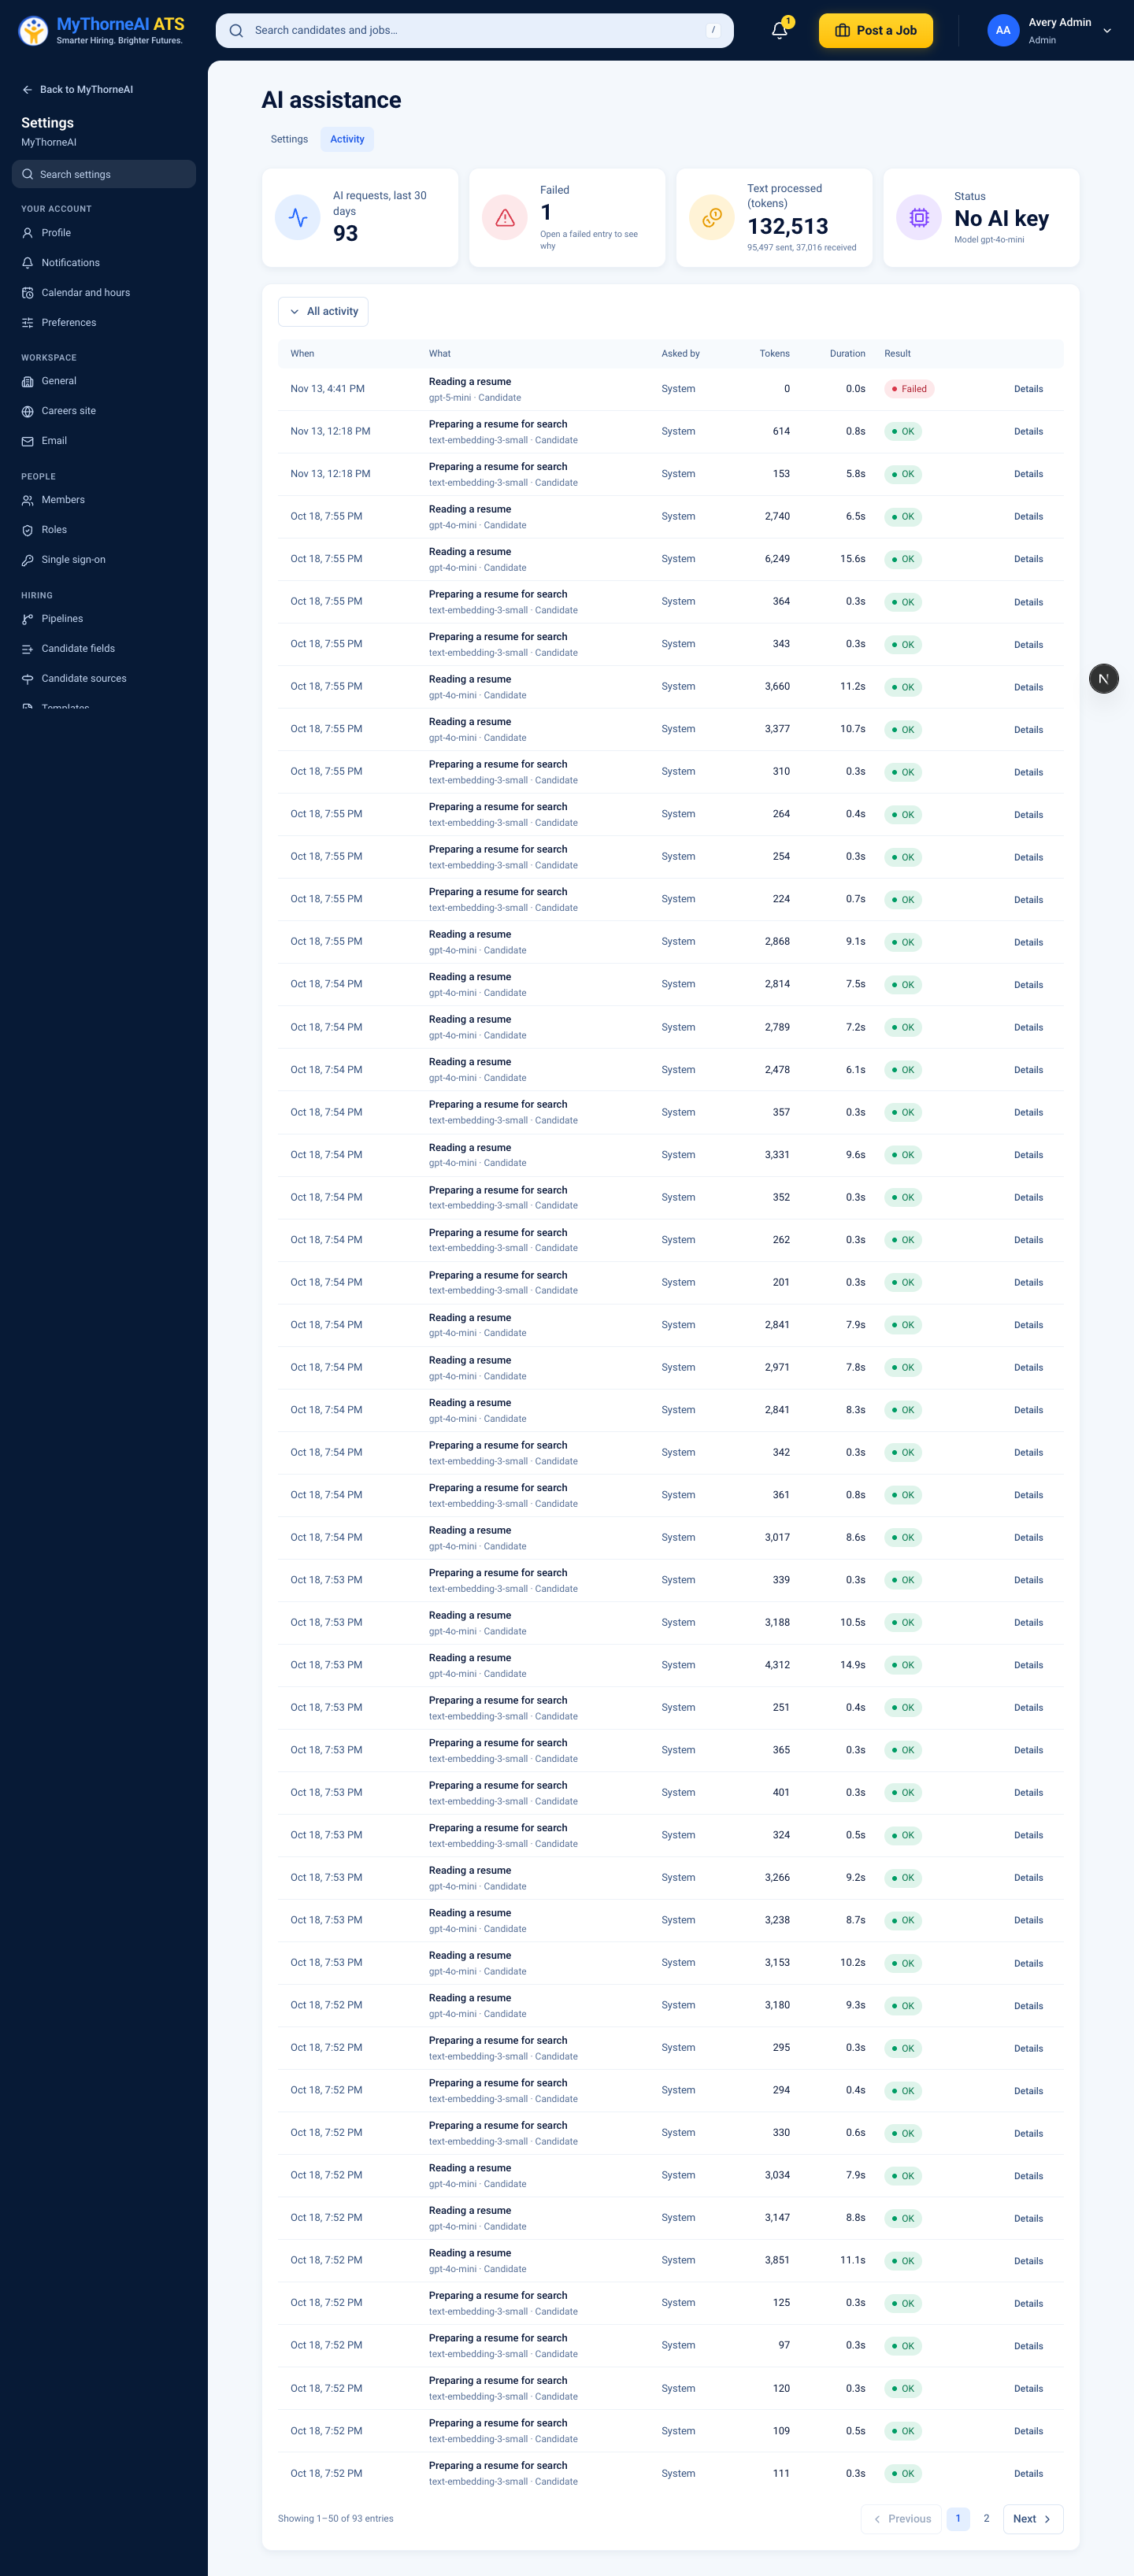 MyThorneAI ATS
Smarter Hiring. Brighter Futures.
Search candidates and jobs...
/
1
Post a Job
AA
Avery Admin
Admin
Back to MyThorneAI
Settings
MyThorneAI
Search settings
YOUR ACCOUNT
Profile
Notifications
Calendar and hours
Preferences
WORKSPACE
General
Careers site
Email
PEOPLE
Members
Roles
Single sign-on
HIRING
Pipelines
Candidate fields
Candidate sources
Templates
AI assistance
Settings Activity
AI requests, last 30
days
93
Failed
1
Open a failed entry to see
why
Text processed
(tokens)
132,513
95,497 sent, 37,016 received
Status
No AI key
Model gpt-4o-mini
All activity
When What Asked by Tokens Duration Result
Nov 13, 4:41 PM Reading a resume System 0 0.0s Failed Details
gpt-5-mini · Candidate
Nov 13, 12:18 PM Preparing a resume for search System 614 0.8s OK Details
text-embedding-3-small · Candidate
Nov 13, 12:18 PM Preparing a resume for search System 153 5.8s OK Details
text-embedding-3-small · Candidate
Oct 18, 7:55 PM Reading a resume System 2,740 6.5s OK Details
gpt-4o-mini · Candidate
Oct 18, 7:55 PM Reading a resume System 6,249 15.6s OK Details
gpt-4o-mini · Candidate
Oct 18, 7:55 PM Preparing a resume for search System 364 0.3s OK Details
text-embedding-3-small · Candidate
Oct 18, 7:55 PM Preparing a resume for search System 343 0.3s OK Details
text-embedding-3-small · Candidate
Oct 18, 7:55 PM Reading a resume System 3,660 11.2s OK Details
gpt-4o-mini · Candidate
Oct 18, 7:55 PM Reading a resume System 3,377 10.7s OK Details
gpt-4o-mini · Candidate
Oct 18, 7:55 PM Preparing a resume for search System 310 0.3s OK Details
text-embedding-3-small · Candidate
Oct 18, 7:55 PM Preparing a resume for search System 264 0.4s OK Details
text-embedding-3-small · Candidate
Oct 18, 7:55 PM Preparing a resume for search System 254 0.3s OK Details
text-embedding-3-small · Candidate
Oct 18, 7:55 PM Preparing a resume for search System 224 0.7s OK Details
text-embedding-3-small · Candidate
Oct 18, 7:55 PM Reading a resume System 2,868 9.1s OK Details
gpt-4o-mini · Candidate
Oct 18, 7:54 PM Reading a resume System 2,814 7.5s OK Details
gpt-4o-mini · Candidate
Oct 18, 7:54 PM Reading a resume System 2,789 7.2s OK Details
gpt-4o-mini · Candidate
Oct 18, 7:54 PM Reading a resume System 2,478 6.1s OK Details
gpt-4o-mini · Candidate
Oct 18, 7:54 PM Preparing a resume for search System 357 0.3s OK Details
text-embedding-3-small · Candidate
Oct 18, 7:54 PM Reading a resume System 3,331 9.6s OK Details
gpt-4o-mini · Candidate
Oct 18, 7:54 PM Preparing a resume for search System 352 0.3s OK Details
text-embedding-3-small · Candidate
Oct 18, 7:54 PM Preparing a resume for search System 262 0.3s OK Details
text-embedding-3-small · Candidate
Oct 18, 7:54 PM Preparing a resume for search System 201 0.3s OK Details
text-embedding-3-small · Candidate
Oct 18, 7:54 PM Reading a resume System 2,841 7.9s OK Details
gpt-4o-mini · Candidate
Oct 18, 7:54 PM Reading a resume System 2,971 7.8s OK Details
gpt-4o-mini · Candidate
Oct 18, 7:54 PM Reading a resume System 2,841 8.3s OK Details
gpt-4o-mini · Candidate
Oct 18, 7:54 PM Preparing a resume for search System 342 0.3s OK Details
text-embedding-3-small · Candidate
Oct 18, 7:54 PM Preparing a resume for search System 361 0.8s OK Details
text-embedding-3-small · Candidate
Oct 18, 7:54 PM Reading a resume System 3,017 8.6s OK Details
gpt-4o-mini · Candidate
Oct 18, 7:53 PM Preparing a resume for search System 339 0.3s OK Details
text-embedding-3-small · Candidate
Oct 18, 7:53 PM Reading a resume System 3,188 10.5s OK Details
gpt-4o-mini · Candidate
Oct 18, 7:53 PM Reading a resume System 4,312 14.9s OK Details
gpt-4o-mini · Candidate
Oct 18, 7:53 PM Preparing a resume for search System 251 0.4s OK Details
text-embedding-3-small · Candidate
Oct 18, 7:53 PM Preparing a resume for search System 365 0.3s OK Details
text-embedding-3-small · Candidate
Oct 18, 7:53 PM Preparing a resume for search System 401 0.3s OK Details
text-embedding-3-small · Candidate
Oct 18, 7:53 PM Preparing a resume for search System 324 0.5s OK Details
text-embedding-3-small · Candidate
Oct 18, 7:53 PM Reading a resume System 3,266 9.2s OK Details
gpt-4o-mini · Candidate
Oct 18, 7:53 PM Reading a resume System 3,238 8.7s OK Details
gpt-4o-mini · Candidate
Oct 18, 7:53 PM Reading a resume System 3,153 10.2s OK Details
gpt-4o-mini · Candidate
Oct 18, 7:52 PM Reading a resume System 3,180 9.3s OK Details
gpt-4o-mini · Candidate
Oct 18, 7:52 PM Preparing a resume for search System 295 0.3s OK Details
text-embedding-3-small · Candidate
Oct 18, 7:52 PM Preparing a resume for search System 294 0.4s OK Details
text-embedding-3-small · Candidate
Oct 18, 7:52 PM Preparing a resume for search System 330 0.6s OK Details
text-embedding-3-small · Candidate
Oct 18, 7:52 PM Reading a resume System 3,034 7.9s OK Details
gpt-4o-mini · Candidate
Oct 18, 7:52 PM Reading a resume System 3,147 8.8s OK Details
gpt-4o-mini · Candidate
Oct 18, 7:52 PM Reading a resume System 3,851 11.1s OK Details
gpt-4o-mini · Candidate
Oct 18, 7:52 PM Preparing a resume for search System 125 0.3s OK Details
text-embedding-3-small · Candidate
Oct 18, 7:52 PM Preparing a resume for search System 97 0.3s OK Details
text-embedding-3-small · Candidate
Oct 18, 7:52 PM Preparing a resume for search System 120 0.3s OK Details
text-embedding-3-small · Candidate
Oct 18, 7:52 PM Preparing a resume for search System 109 0.5s OK Details
text-embedding-3-small · Candidate
Oct 18, 7:52 PM Preparing a resume for search System 111 0.3s OK Details
text-embedding-3-small · Candidate
Showing 1–50 of 93 entries
Previous 1 2 Next
N